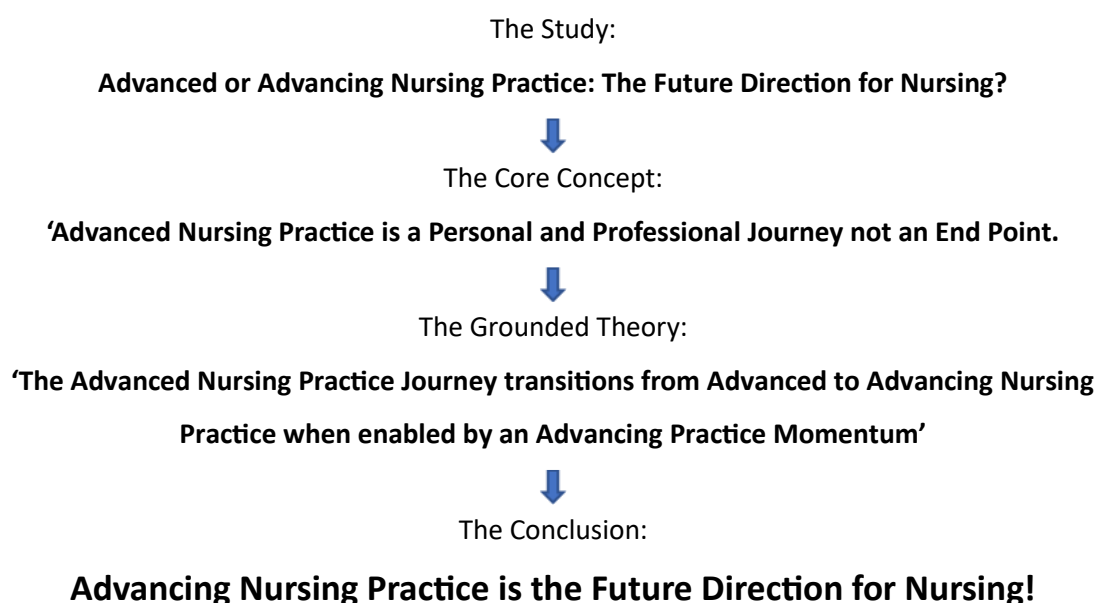 The Study:
Advanced or Advancing Nursing Practice: The Future Direction for Nursing?
The Core Concept:
‘Advanced Nursing Practice is a Personal and Professional Journey not an End Point.
The Grounded Theory:
‘The Advanced Nursing Practice Journey transitions from Advanced to Advancing Nursing
Practice when enabled by an Advancing Practice Momentum’
The Conclusion:
Advancing Nursing Practice is the Future Direction for Nursing!